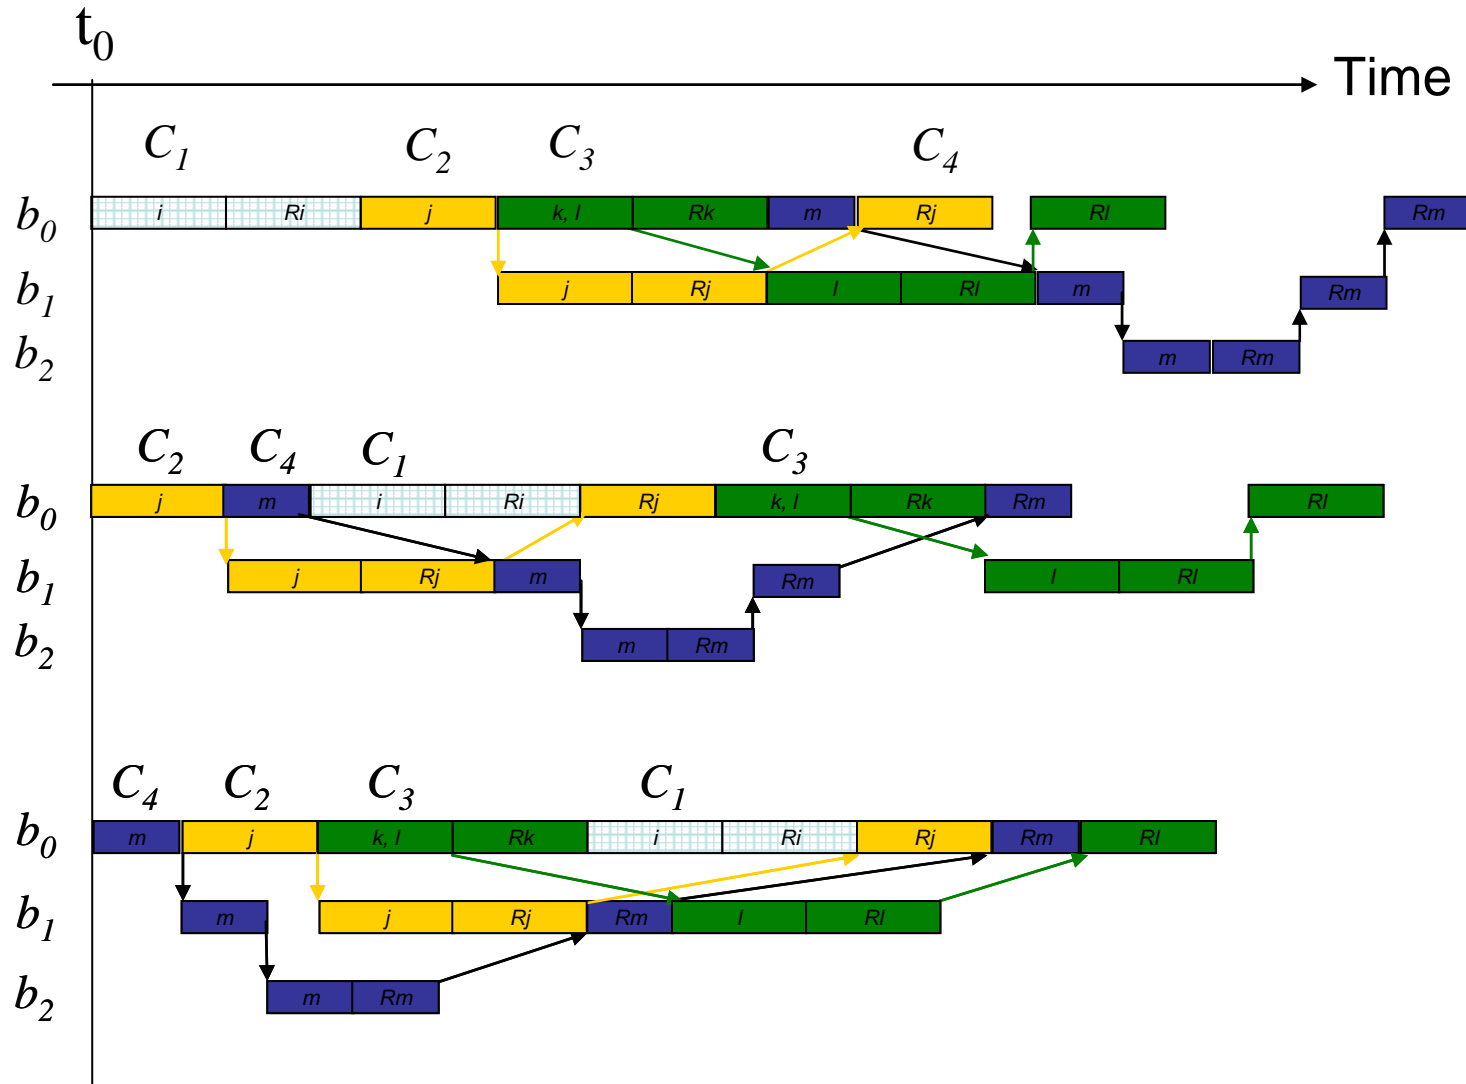 t0
Time
C1 C2 C3 C4
b0 i Ri j k, l Rk m Rj Rl Rm
b1 j Rj l Rl m Rm
b2 m Rm
C2 C4 C1 C3
b0 j m i Ri Rj k, l Rk Rm Rl
b1 j Rj m Rm l Rl
b2 m Rm
C4 C2 C3 C1
b0 m j k, l Rk i Ri Rj Rm Rl
b1 m j Rj Rm l Rl
b2 m Rm